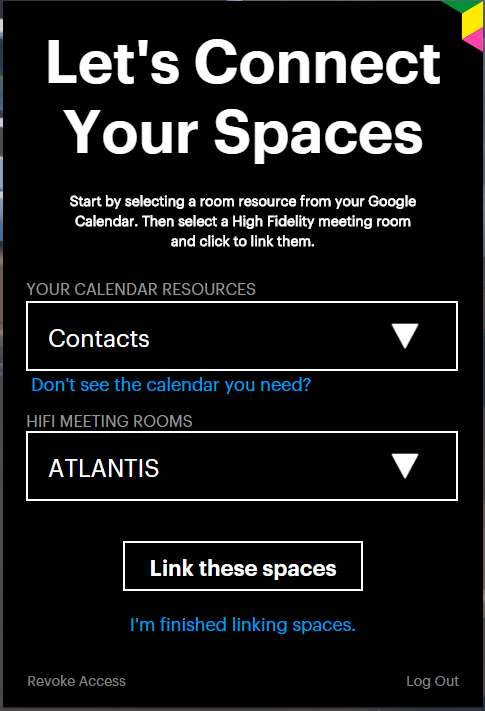 Let's Connect
Your Spaces
Start by selecting a room resource from your Google
Calendar. Then select a High Fidelity meeting room
and click to link them.
YOUR CALENDAR RESOURCES
Contacts
Don't see the calendar you need?
HIFI MEETING ROOMS
ATLANTIS
Link these spaces
I'm finished linking spaces.
Revoke Access
Log Out